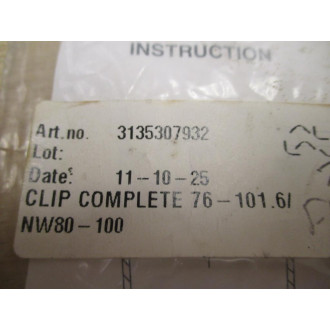 INSTRUCTION
Art.no. 3135307932
Lot:
Date: 11-10-25
CLIP COMPLETE 76-101.6/
NW80-100